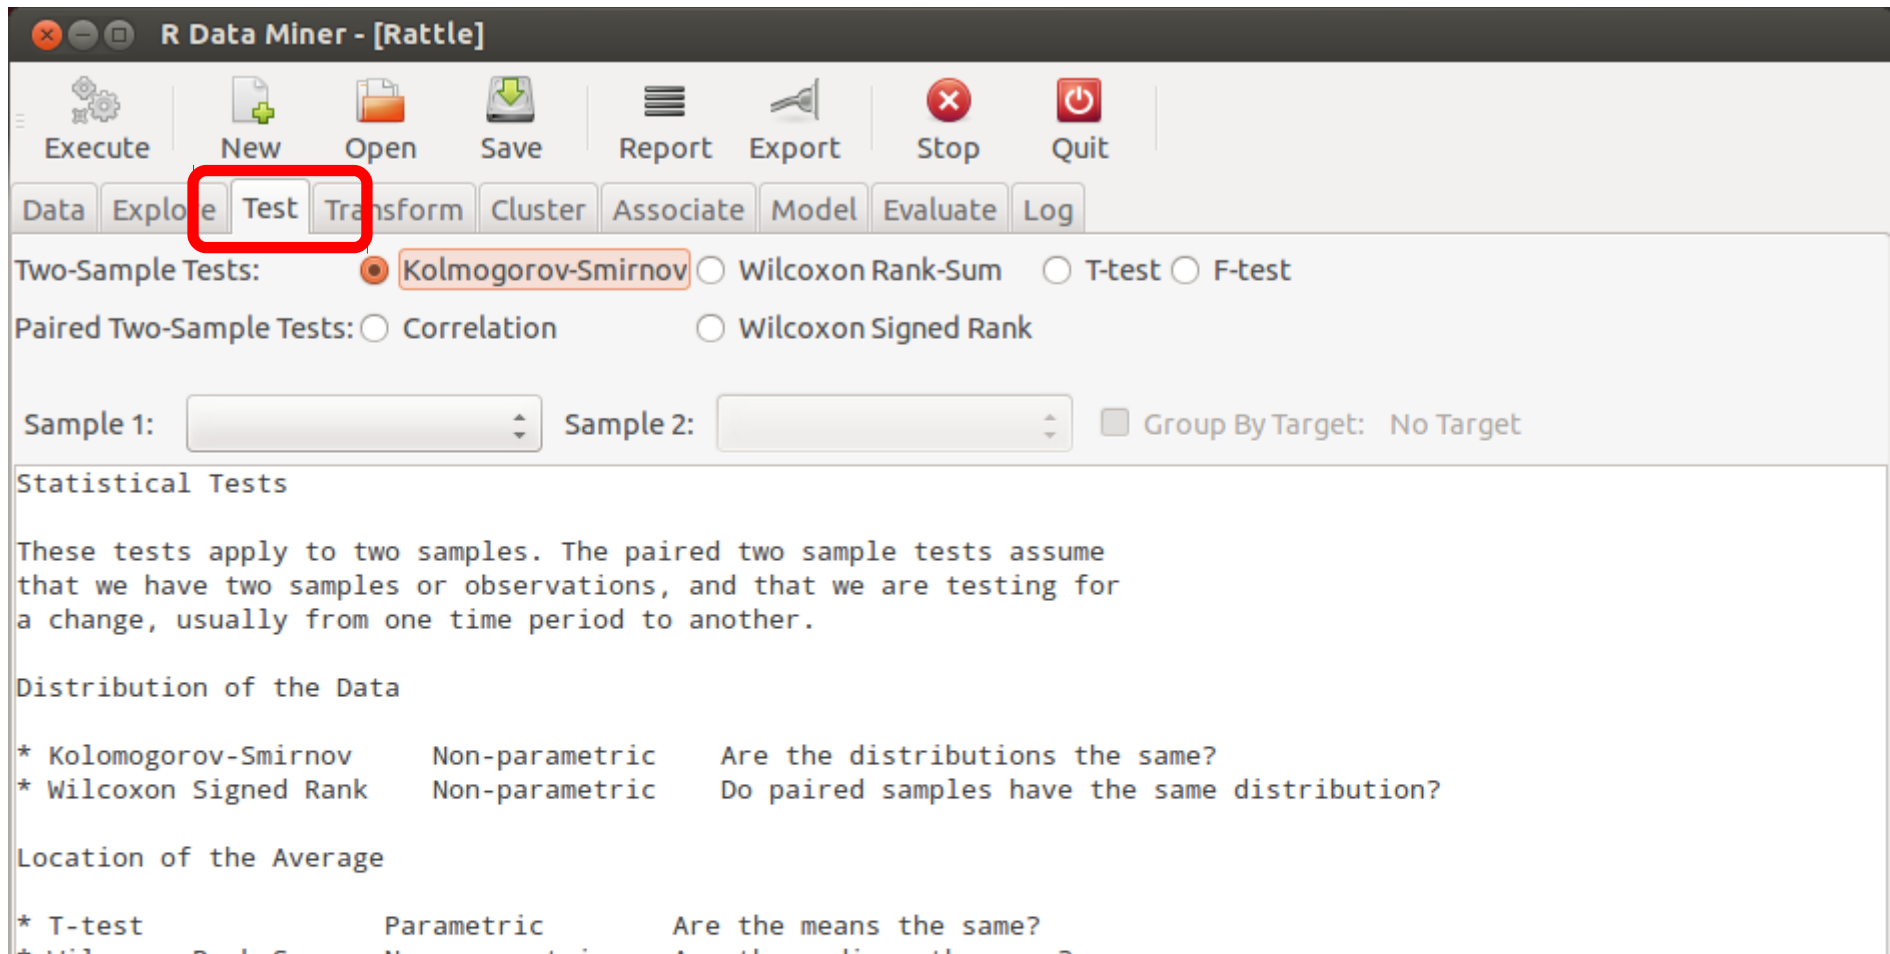 R Data Miner - [Rattle]
Execute New Open Save Report Export Stop Quit
Data Explore Test Transform Cluster Associate Model Evaluate Log
Two-Sample Tests: Kolmogorov-Smirnov Wilcoxon Rank-Sum T-test F-test
Paired Two-Sample Tests: Correlation Wilcoxon Signed Rank
Sample 1: Sample 2: Group By Target: No Target
Statistical Tests
These tests apply to two samples. The paired two sample tests assume
that we have two samples or observations, and that we are testing for
a change, usually from one time period to another.
Distribution of the Data
* Kolomogorov-Smirnov Non-parametric Are the distributions the same?
* Wilcoxon Signed Rank Non-parametric Do paired samples have the same distribution?
Location of the Average
* T-test Parametric Are the means the same?